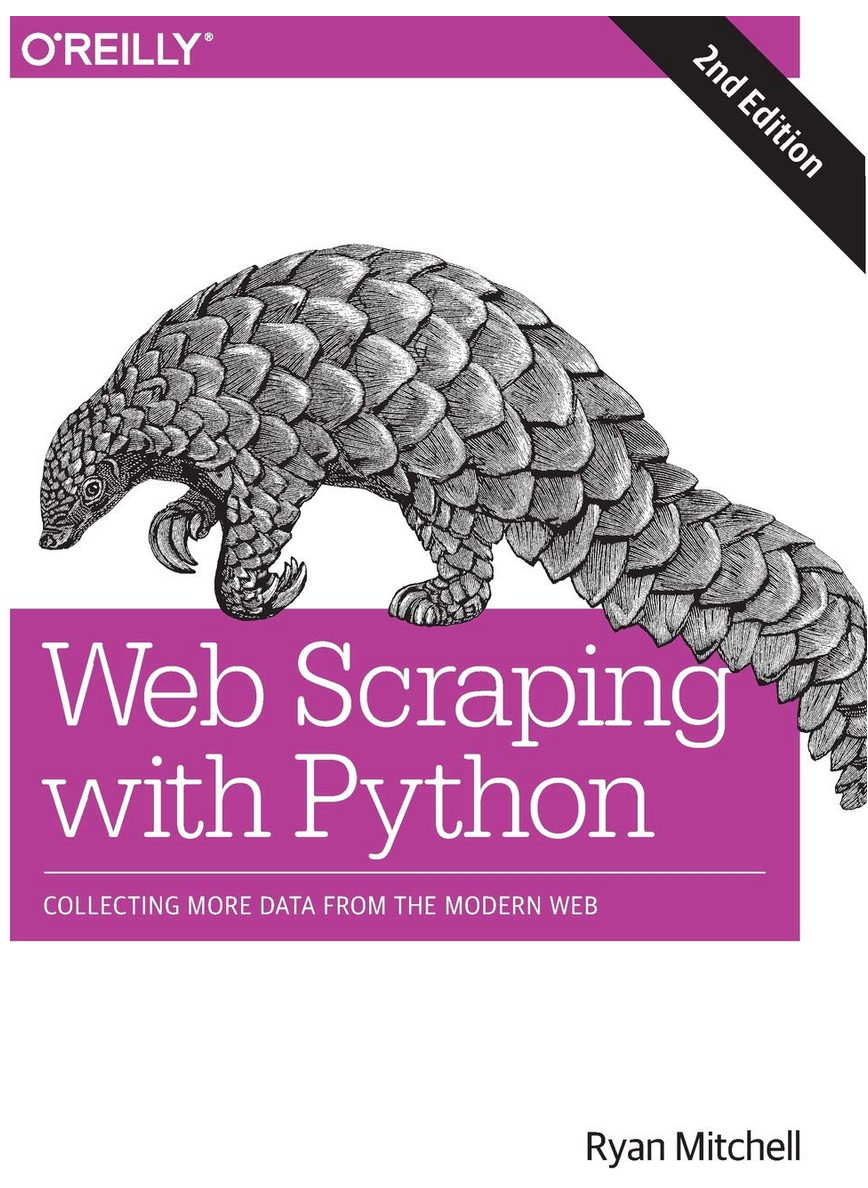 O'REILLY®
2nd Edition
Web Scraping
with Python
COLLECTING MORE DATA FROM THE MODERN WEB
Ryan Mitchell